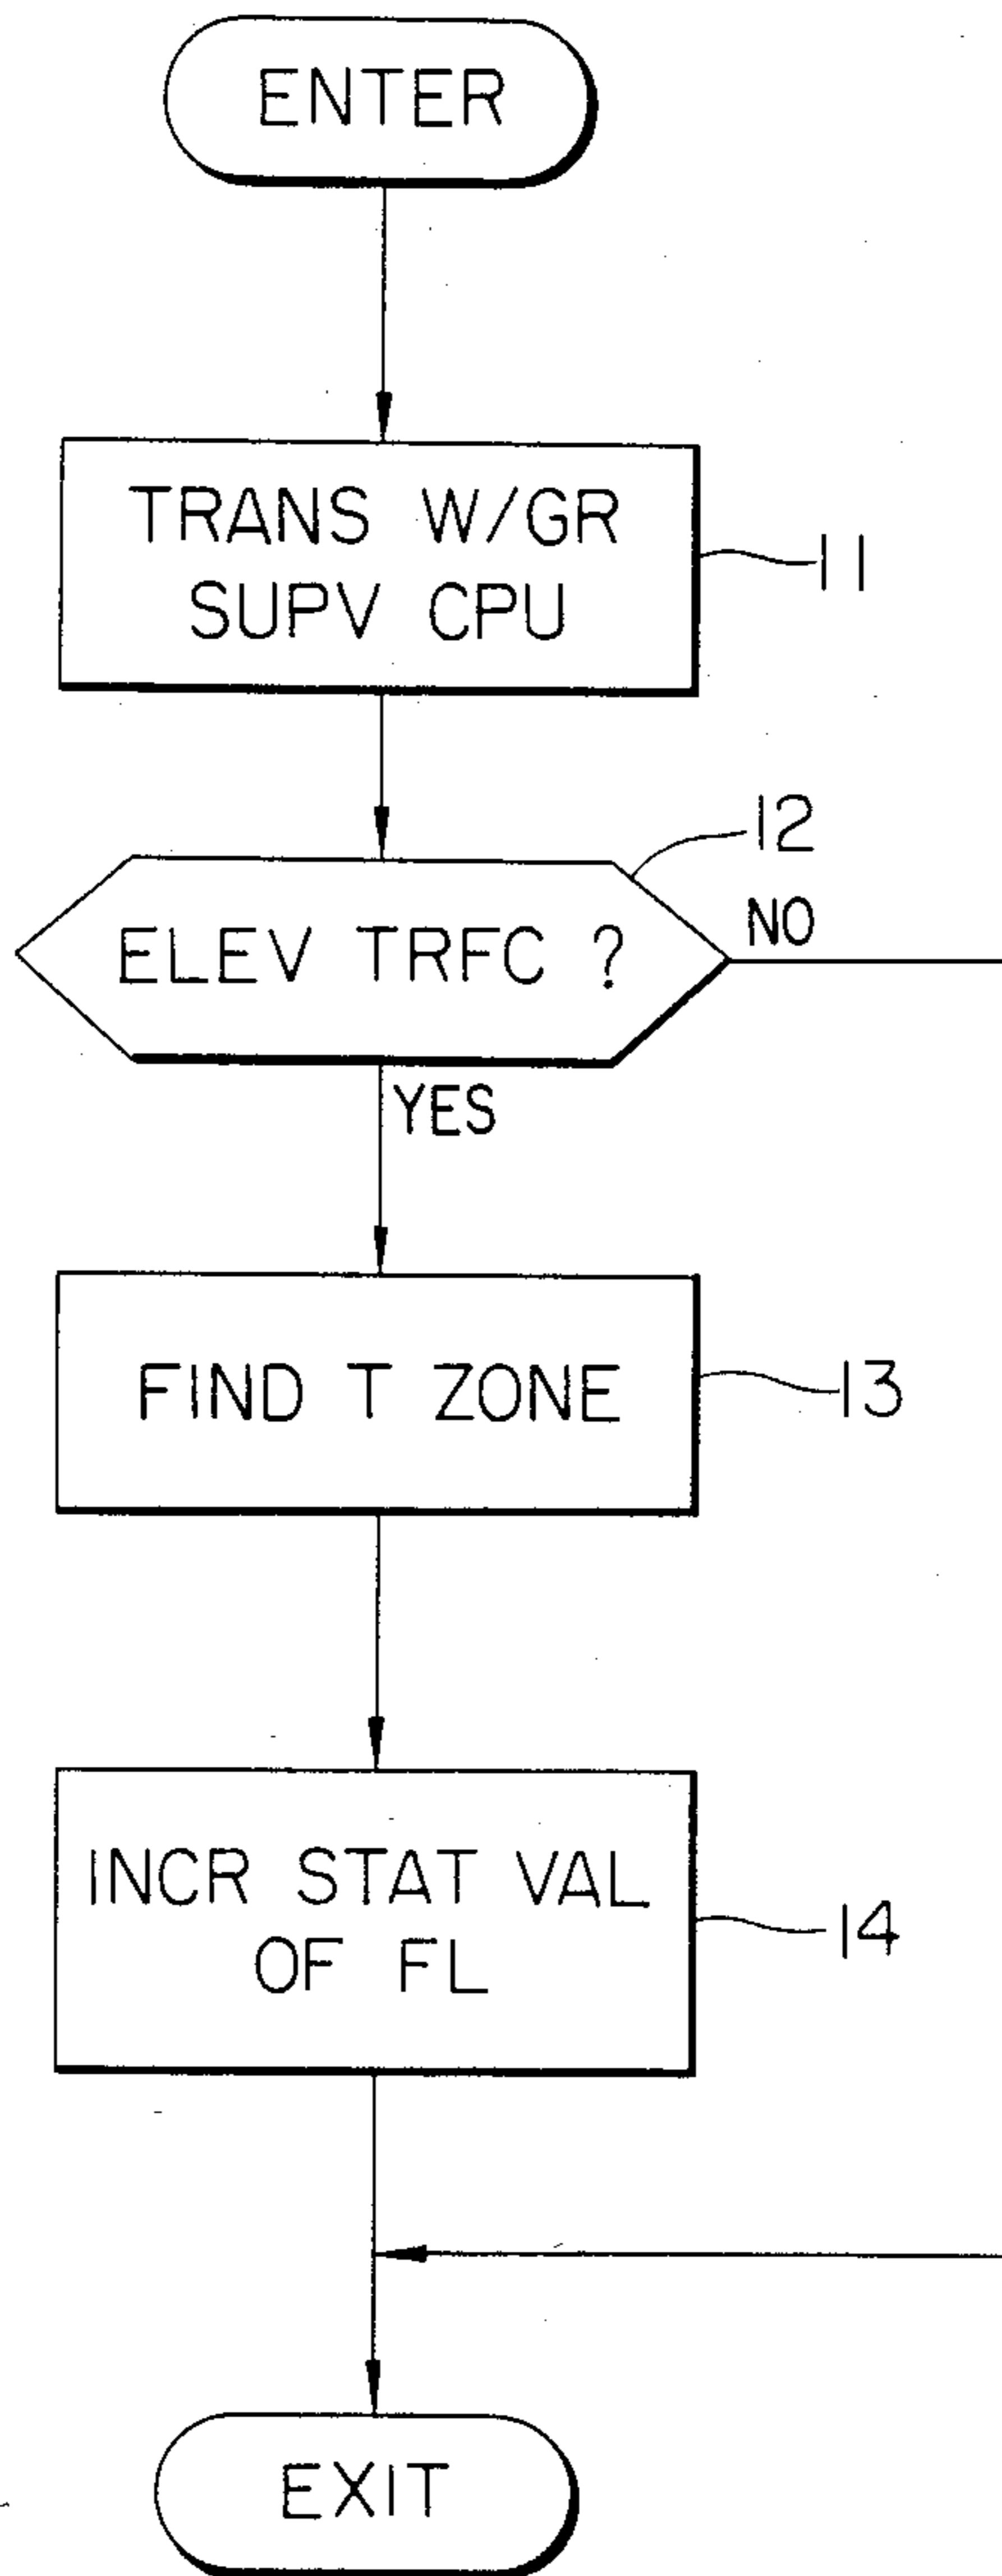 ENTER
TRANS W/GR
SUPV CPU
11
12
NO
ELEV TRFC ?
YES
FIND T ZONE
13
INCR STAT VAL
OF FL
14
EXIT